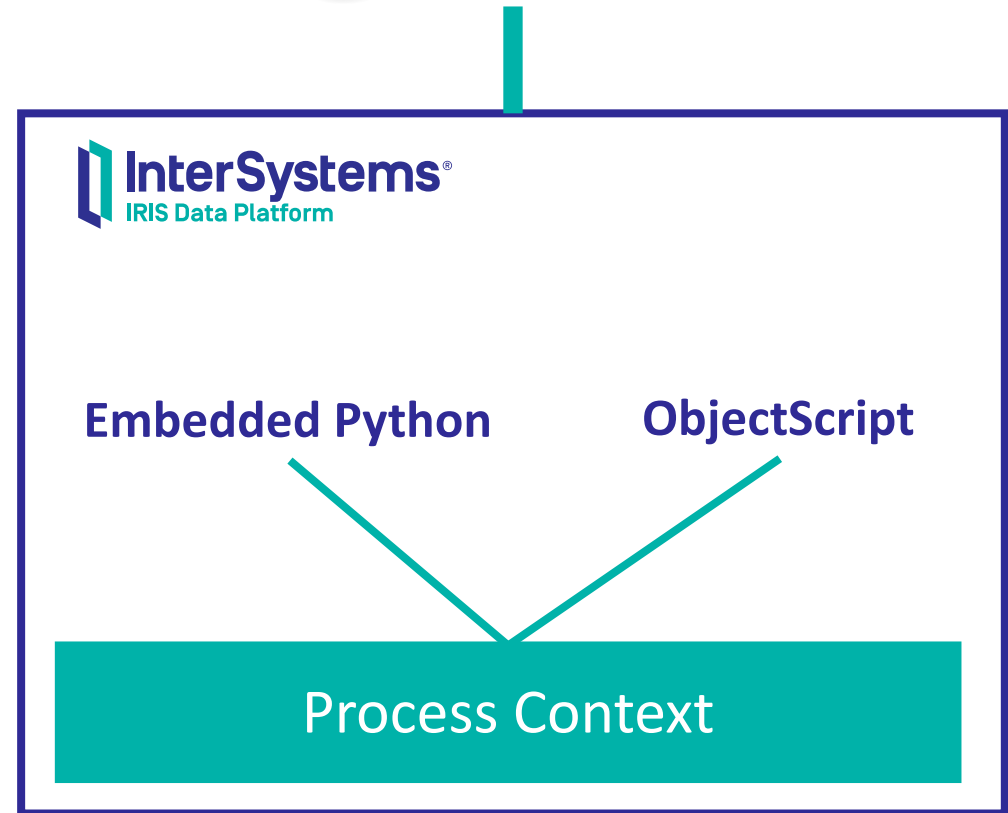 InterSystems®
IRIS Data Platform
Embedded Python
ObjectScript
Process Context